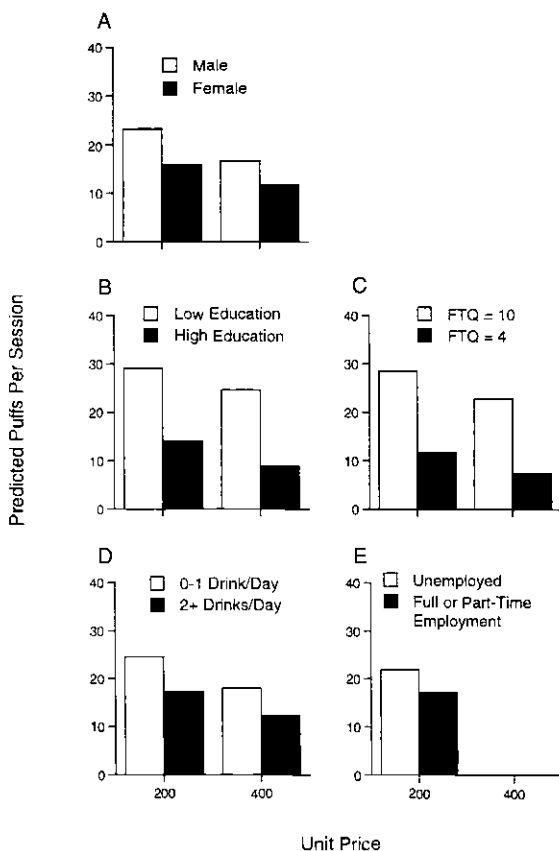 A
Male
Female
40
30
20
10
0
B
Low Education
High Education
40
30
20
10
0
C
FTQ = 10
FTQ = 4
40
30
20
10
0
Predicted Puffs Per Session
D
0-1 Drink/Day
2+ Drinks/Day
40
30
20
10
0
200
400
E
Unemployed
Full or Part-Time
Employment
40
30
20
10
0
200
400
Unit Price